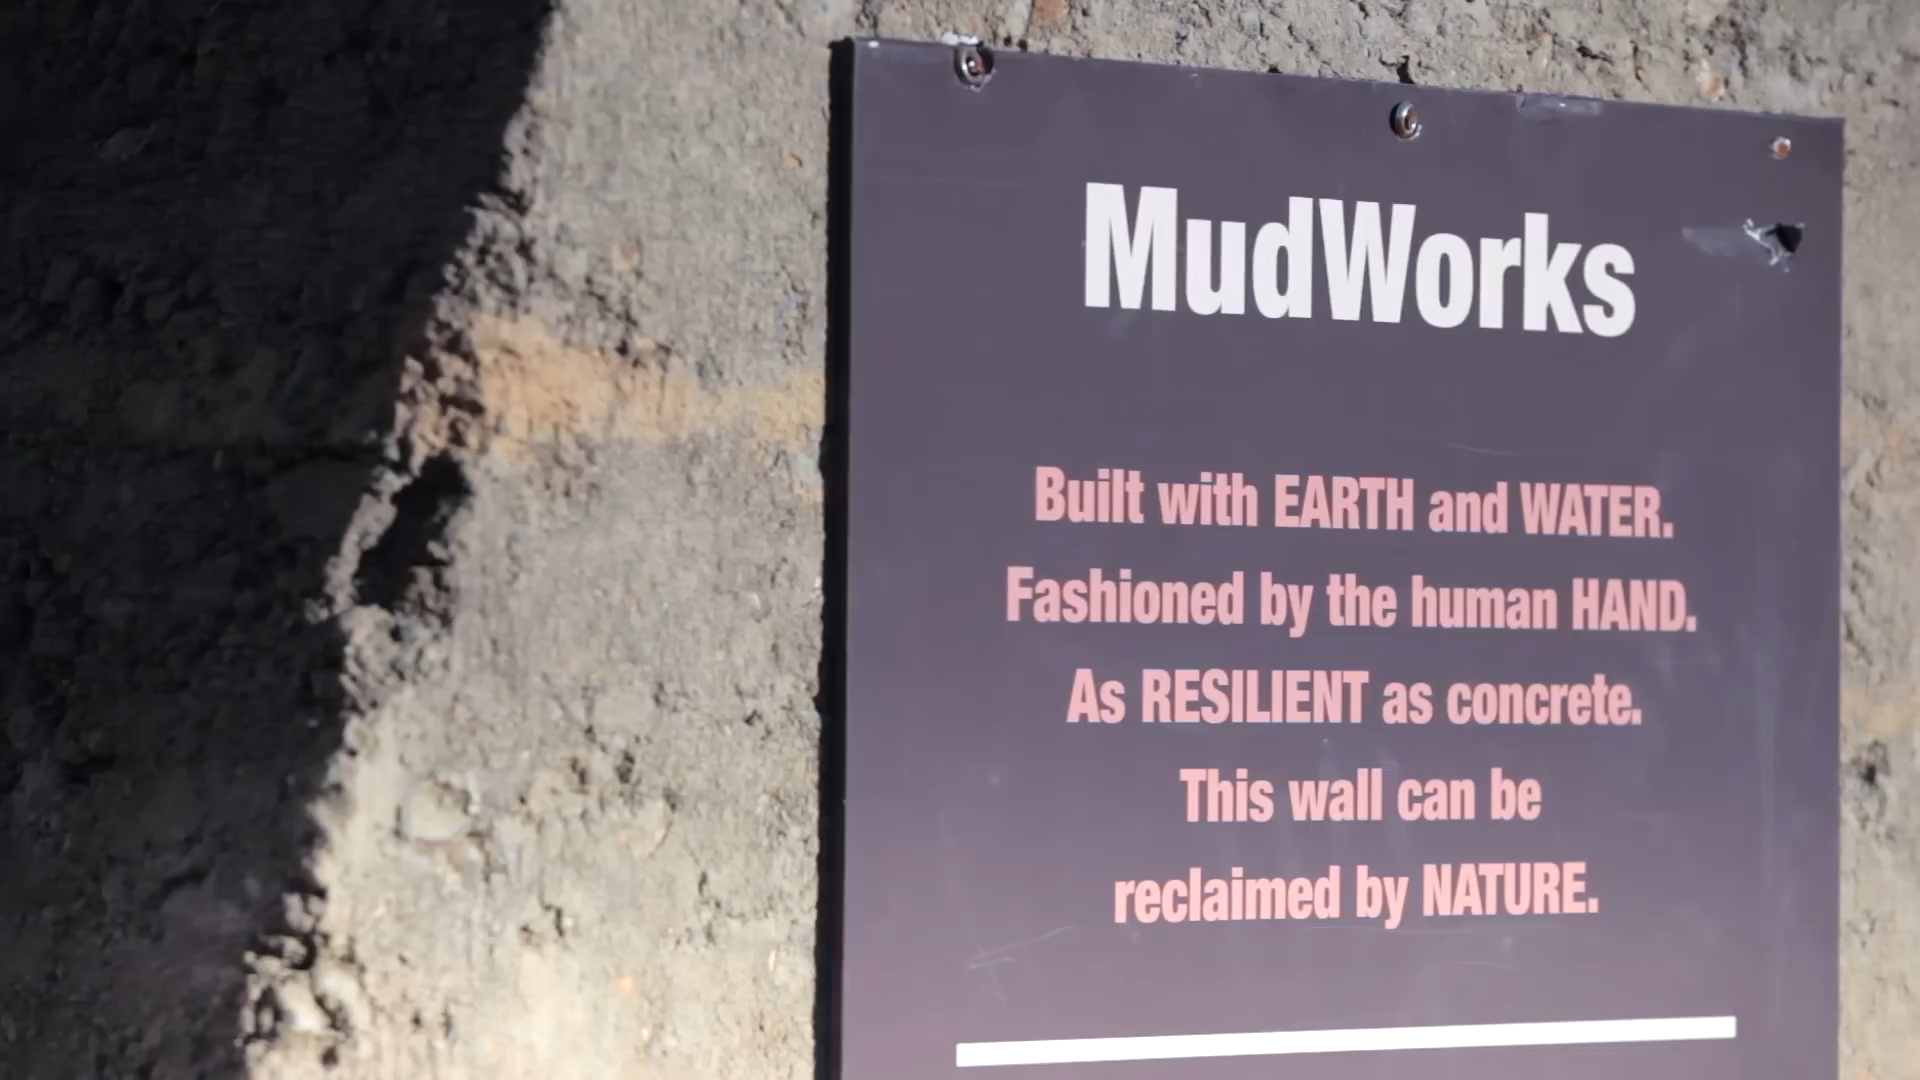 MudWorks
Built with EARTH and WATER.
Fashioned by the human HAND.
As RESILIENT as concrete.
This wall can be
reclaimed by NATURE.